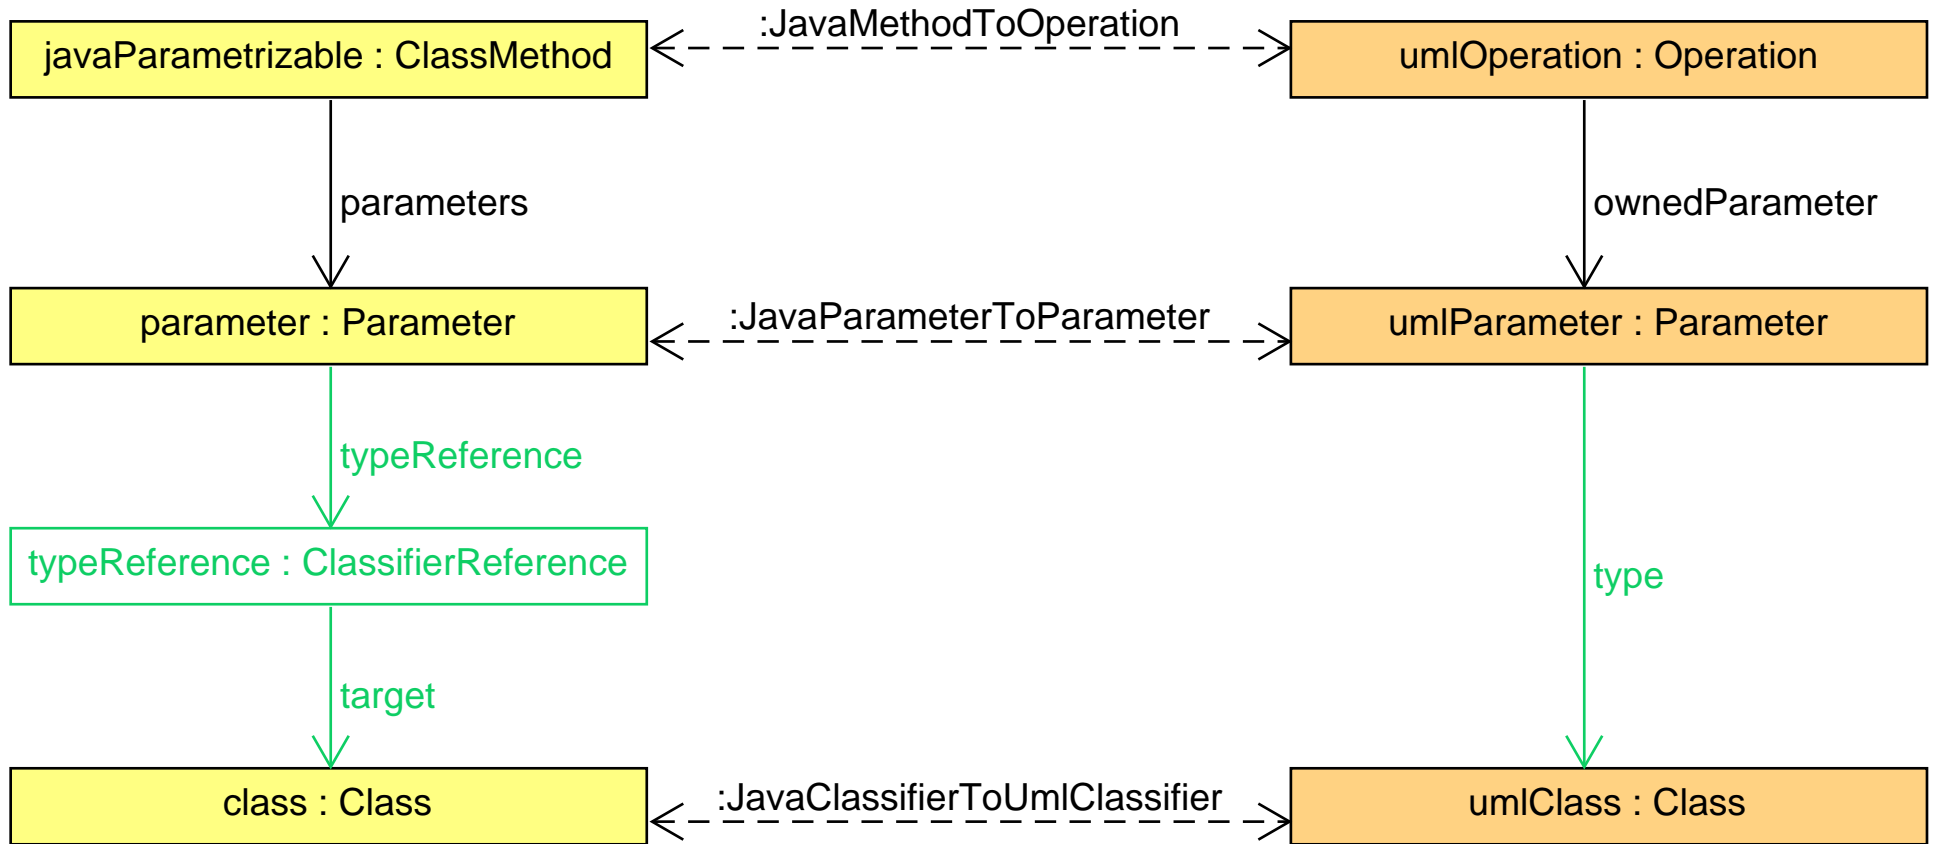 :JavaMethodToOperation
javaParametrizable : ClassMethod
umlOperation : Operation
parameters
ownedParameter
:JavaParameterToParameter
parameter : Parameter
umlParameter : Parameter
typeReference
typeReference : ClassifierReference
type
target
:JavaClassifierToUmlClassifier
class : Class
umlClass : Class